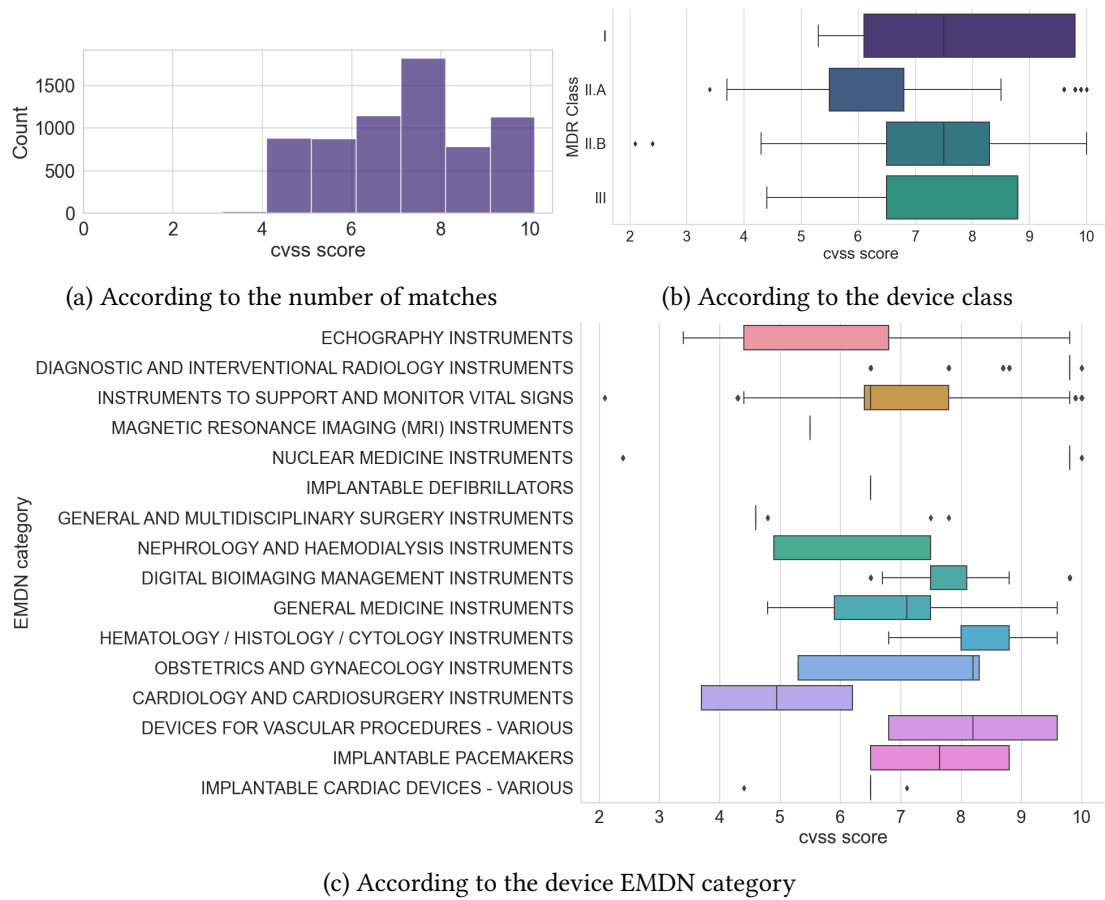 Count
1500
1000
500
0
0
2
4
6
8
10
cvss score
(a) According to the number of matches
MDR Class
I
II.A
II.B
III
2
3
4
5
6
7
8
9
10
cvss score
(b) According to the device class
EMDN category
ECHOGRAPHY INSTRUMENTS
DIAGNOSTIC AND INTERVENTIONAL RADIOLOGY INSTRUMENTS
INSTRUMENTS TO SUPPORT AND MONITOR VITAL SIGNS
MAGNETIC RESONANCE IMAGING (MRI) INSTRUMENTS
NUCLEAR MEDICINE INSTRUMENTS
IMPLANTABLE DEFIBRILLATORS
GENERAL AND MULTIDISCIPLINARY SURGERY INSTRUMENTS
NEPHROLOGY AND HAEMODIALYSIS INSTRUMENTS
DIGITAL BIOIMAGING MANAGEMENT INSTRUMENTS
GENERAL MEDICINE INSTRUMENTS
HEMATOLOGY / HISTOLOGY / CYTOLOGY INSTRUMENTS
OBSTETRICS AND GYNAECOLOGY INSTRUMENTS
CARDIOLOGY AND CARDIOSURGERY INSTRUMENTS
DEVICES FOR VASCULAR PROCEDURES - VARIOUS
IMPLANTABLE PACEMAKERS
IMPLANTABLE CARDIAC DEVICES - VARIOUS
2
3
4
5
6
7
8
9
10
cvss score
(c) According to the device EMDN category